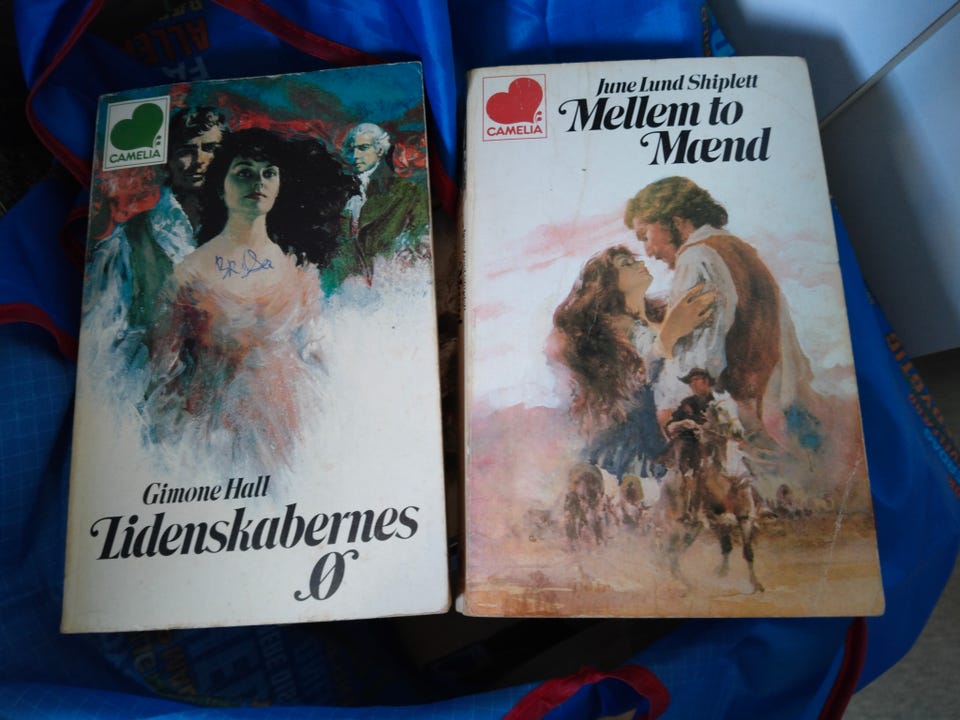 CAMELIA
Gimone Hall
Lidenskabernes
Ø
CAMELIA
June Lund Shiplett
Mellem to
Mænd